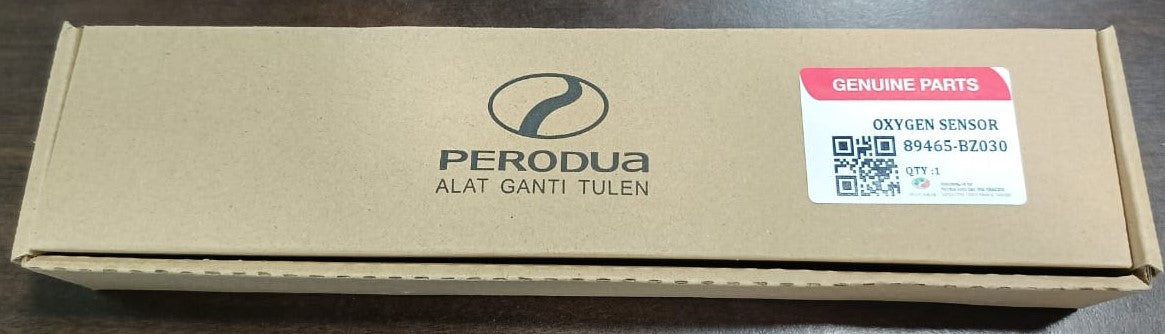 PERODUA
ALAT GANTI TULEN
GENUINE PARTS
OXYGEN SENSOR
89465-BZ030
QTY :1